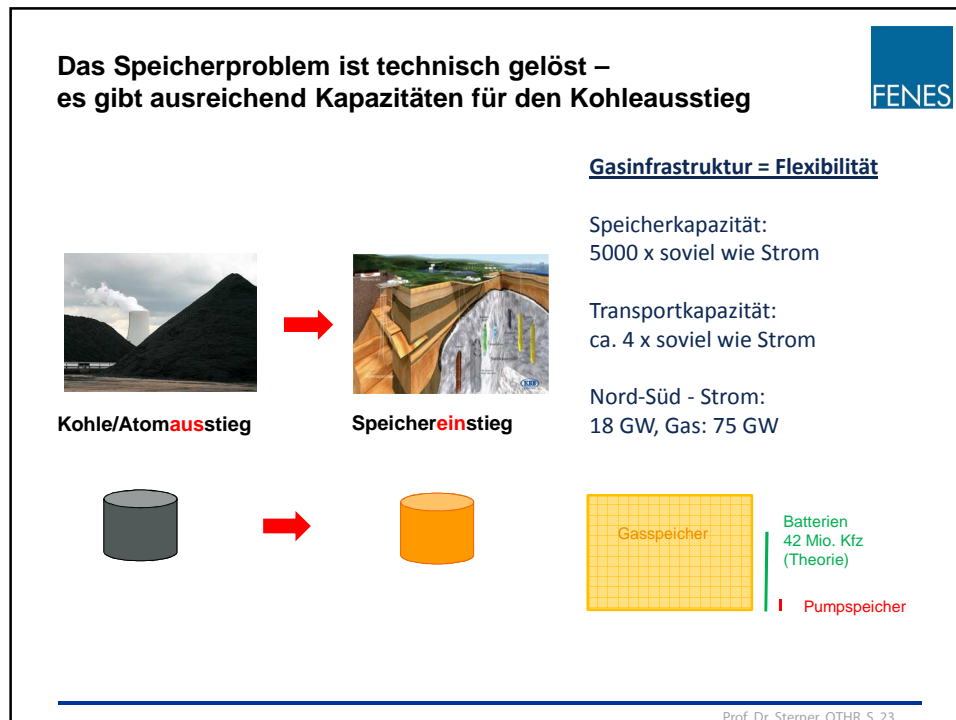 Das Speicherproblem ist technisch gelöst –
es gibt ausreichend Kapazitäten für den Kohleausstieg
FENES
Gasinfrastruktur = Flexibilität
Speicherkapazität:
5000 x soviel wie Strom
Transportkapazität:
ca. 4 x soviel wie Strom
Nord-Süd - Strom:
18 GW, Gas: 75 GW
KBB
Kohle/Atomausstieg
Speichereinstieg
Gasspeicher
Batterien
42 Mio. Kfz
(Theorie)
Pumpspeicher
Prof. Dr. Sterner, OTHR, S. 23